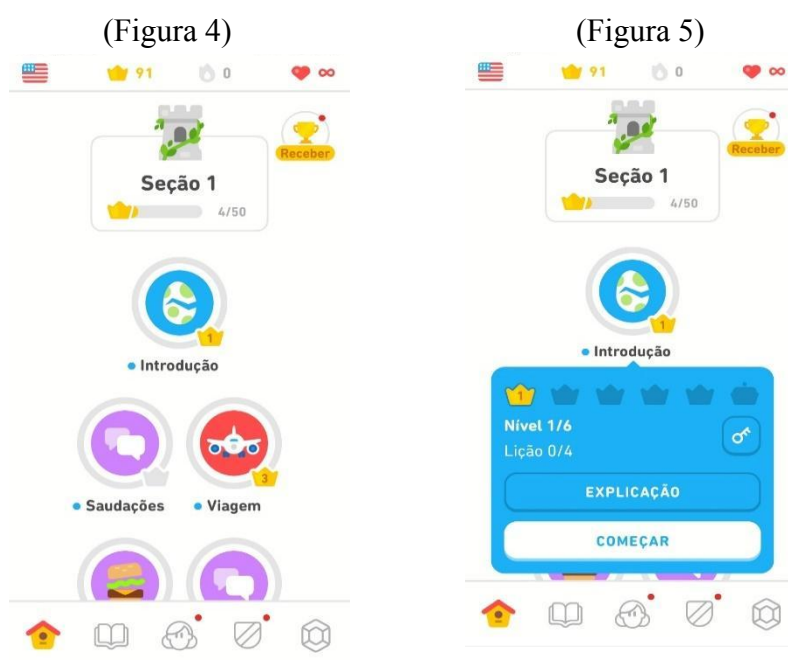 (Figura 4)
91
0
∞
Receber
Seção 1
4/50
1
Introdução
3
Saudações
Viagem
(Figura 5)
91
0
∞
Receber
Seção 1
4/50
1
Introdução
1
Nível 1/6
Lição 0/4
EXPLICAÇÃO
COMEÇAR